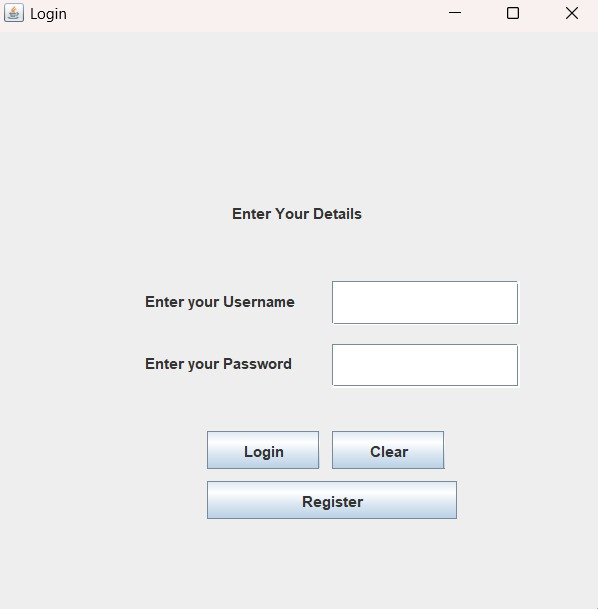 Login
Enter Your Details
Enter your Username
Enter your Password
Login Clear
Register